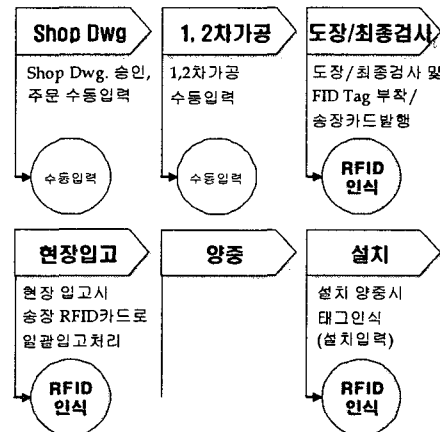 Shop Dwg
1, 2차가공
도장/최종검사
Shop Dwg. 승인,
주문 수동입력
1,2차가공
수동입력
도장/최종검사 및
FID Tag 부착/
송장카드발행
수동입력
수동입력
RFID
인식
현장입고
양중
설치
현장 입고시
송장 RFID카드로
일괄입고처리
설치 양중시
태그인식
(설치입력)
RFID
인식
RFID
인식